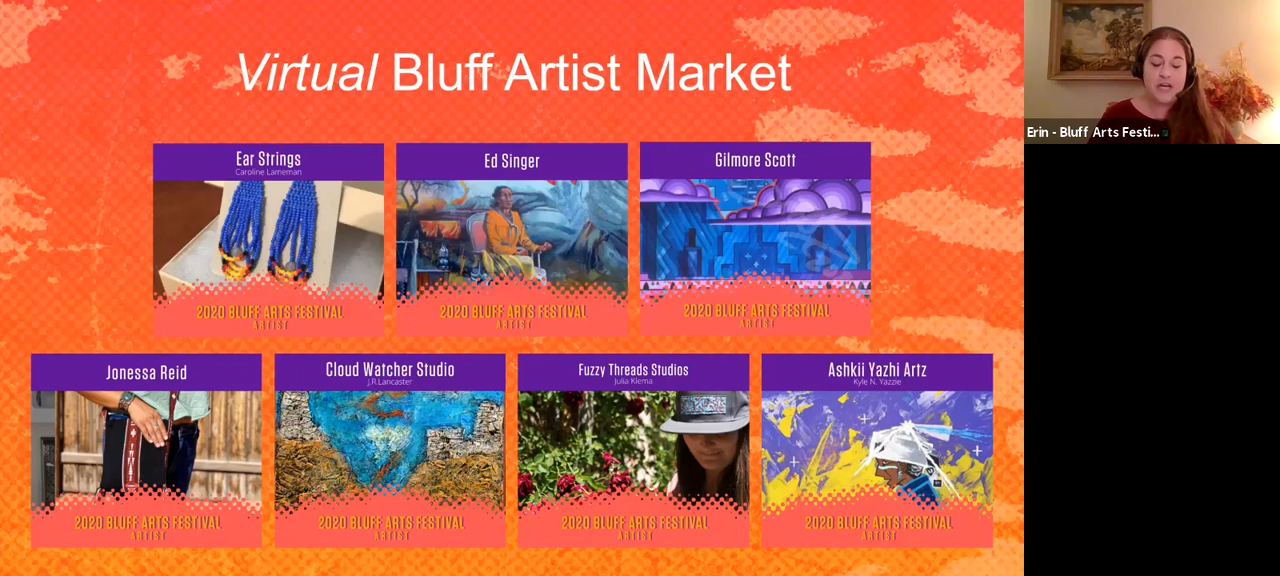 Virtual Bluff Artist Market
Erin - Bluff Arts Festi...
Ear Strings
Caroline Lameman
Ed Singer
Gilmore Scott
2020 BLUFF ARTS FESTIVAL
ARTIST
2020 BLUFF ARTS FESTIVAL
ARTIST
2020 BLUFF ARTS FESTIVAL
ARTIST
Jonessa Reid
Cloud Watcher Studio
J.R.Lancaster
Fuzzy Threads Studios
Julia Klema
Ashkii Yazhi Artz
Kyle N. Yazzie
2020 BLUFF ARTS FESTIVAL
ARTIST
2020 BLUFF ARTS FESTIVAL
ARTIST
2020 BLUFF ARTS FESTIVAL
ARTIST
2020 BLUFF ARTS FESTIVAL
ARTIST